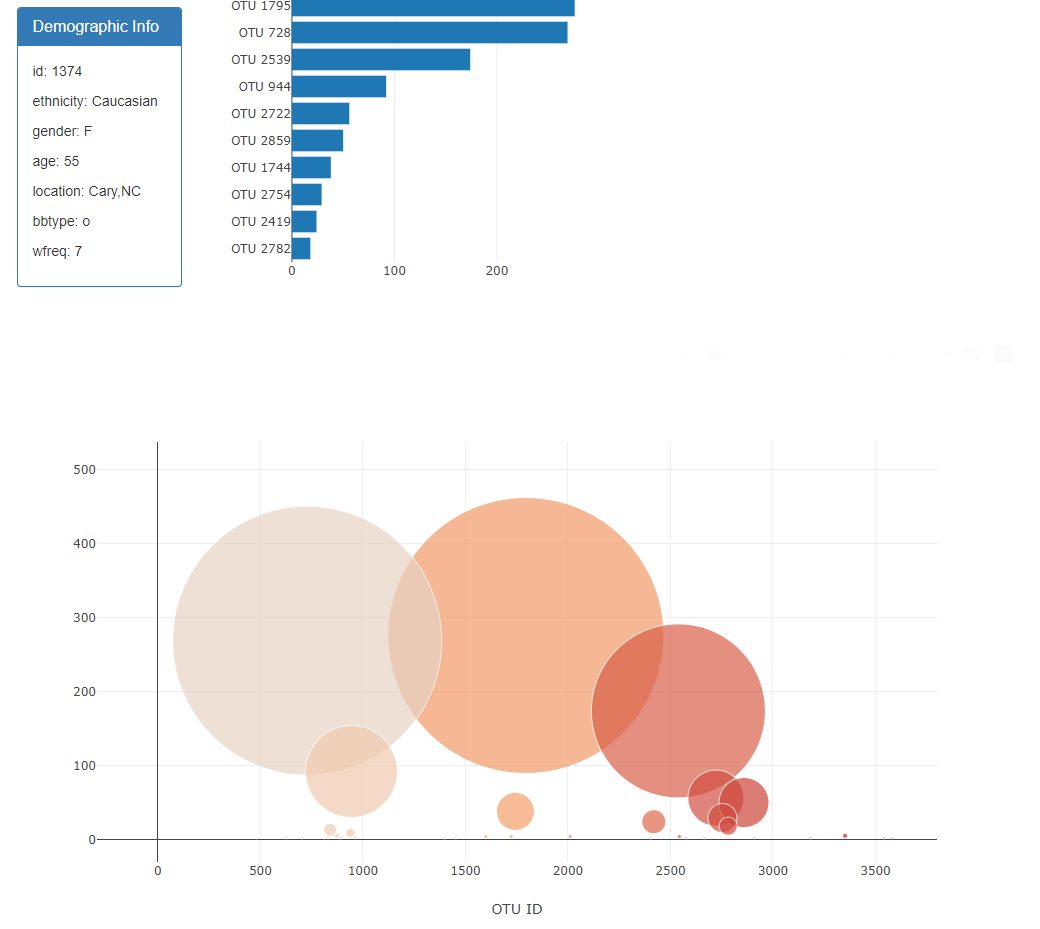 Demographic Info
id: 1374
ethnicity: Caucasian
gender: F
age: 55
location: Cary,NC
bbtype: o
wfreq: 7
OTU 1795
OTU 728
OTU 2539
OTU 944
OTU 2722
OTU 2859
OTU 1744
OTU 2754
OTU 2419
OTU 2782
0 100 200
500
400
300
200
100
0
0 500 1000 1500 2000 2500 3000 3500
OTU ID